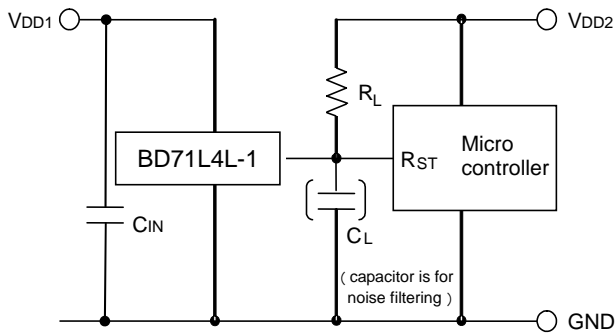 VDD1
VDD2
RL
BD71L4L-1
RST
Micro
controller
CIN
CL
( capacitor is for
noise filtering )
GND